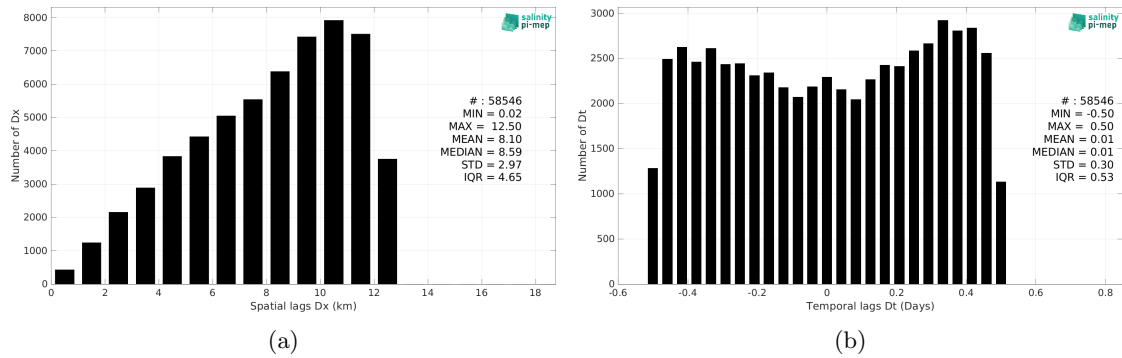 salinity
pi-mep
8000
7000
6000
5000
4000
3000
2000
1000
0
Number of Dx
# : 58546
MIN = 0.02
MAX = 12.50
MEAN = 8.10
MEDIAN = 8.59
STD = 2.97
IQR = 4.65
0 2 4 6 8 10 12 14 16 18
Spatial lags Dx (km)
(a)
salinity
pi-mep
3000
2500
2000
1500
1000
500
0
Number of Dt
# : 58546
MIN = -0.50
MAX = 0.50
MEAN = 0.01
MEDIAN = 0.01
STD = 0.30
IQR = 0.53
-0.6 -0.4 -0.2 0 0.2 0.4 0.6 0.8
Temporal lags Dt (Days)
(b)